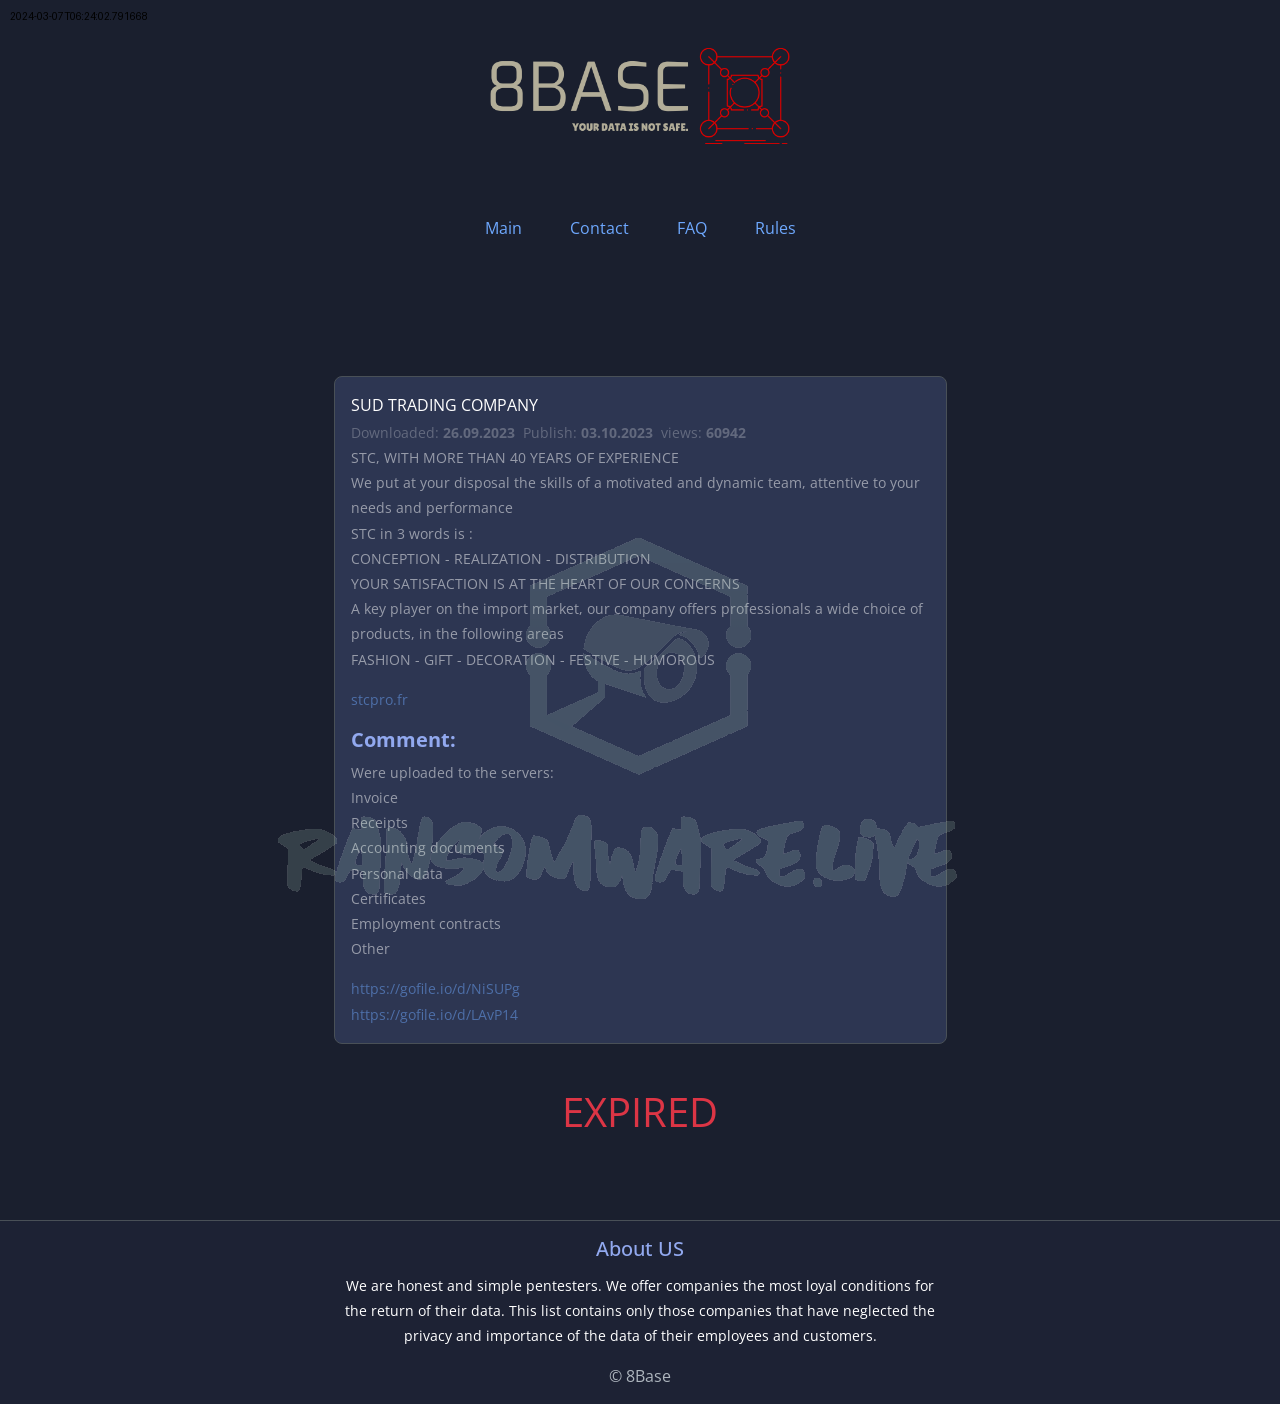 2024-03-07T06:24:02.791668
8BASE
YOUR DATA IS NOT SAFE.
Main Contact FAQ Rules
SUD TRADING COMPANY
Downloaded: 26.09.2023 Publish: 03.10.2023 views: 60942
STC, WITH MORE THAN 40 YEARS OF EXPERIENCE
We put at your disposal the skills of a motivated and dynamic team, attentive to your
needs and performance
STC in 3 words is :
CONCEPTION - REALIZATION - DISTRIBUTION
YOUR SATISFACTION IS AT THE HEART OF OUR CONCERNS
A key player on the import market, our company offers professionals a wide choice of
products, in the following areas
FASHION - GIFT - DECORATION - FESTIVE - HUMOROUS
stcpro.fr
Comment:
Were uploaded to the servers:
Invoice
Receipts
RANSOMWARE.LIVE
Accounting documents
Personal data
Certificates
Employment contracts
Other
https://gofile.io/d/NiSUPg
https://gofile.io/d/LAvP14
EXPIRED
About US
We are honest and simple pentesters. We offer companies the most loyal conditions for
the return of their data. This list contains only those companies that have neglected the
privacy and importance of the data of their employees and customers.
© 8Base